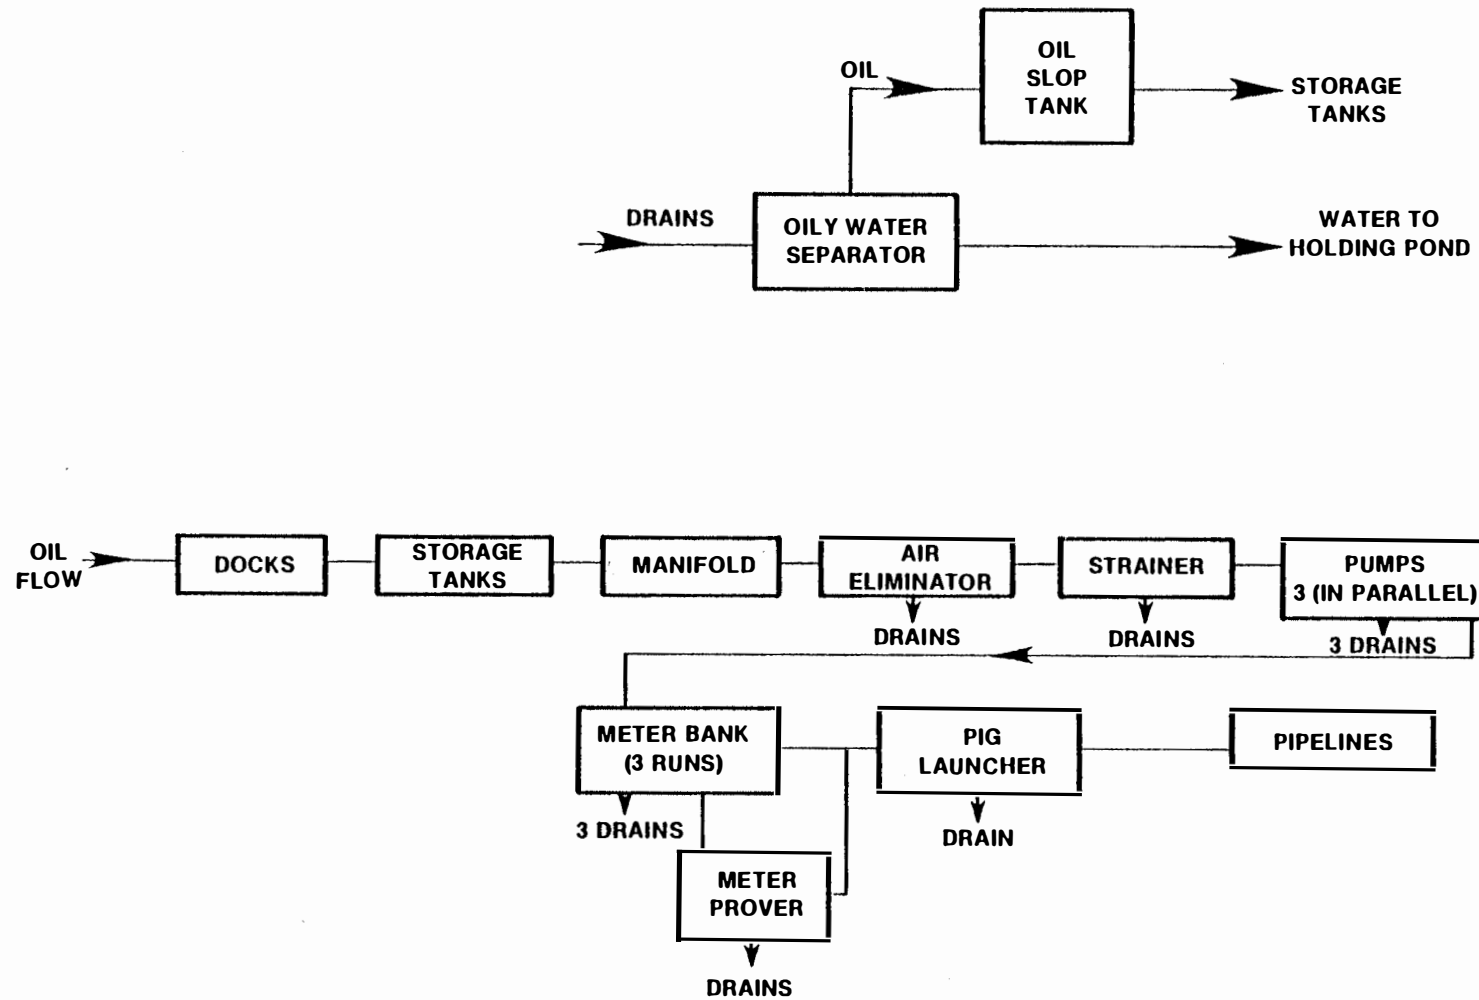 OIL
SLOP
TANK
OIL
STORAGE
TANKS
DRAINS
OILY WATER
SEPARATOR
WATER TO
HOLDING POND
OIL
FLOW
DOCKS
STORAGE
TANKS
MANIFOLD
AIR
ELIMINATOR
STRAINER
PUMPS
3 (IN PARALLEL)
DRAINS
DRAINS
3 DRAINS
METER BANK
(3 RUNS)
PIG
LAUNCHER
PIPELINES
3 DRAINS
DRAIN
METER
PROVER
DRAINS